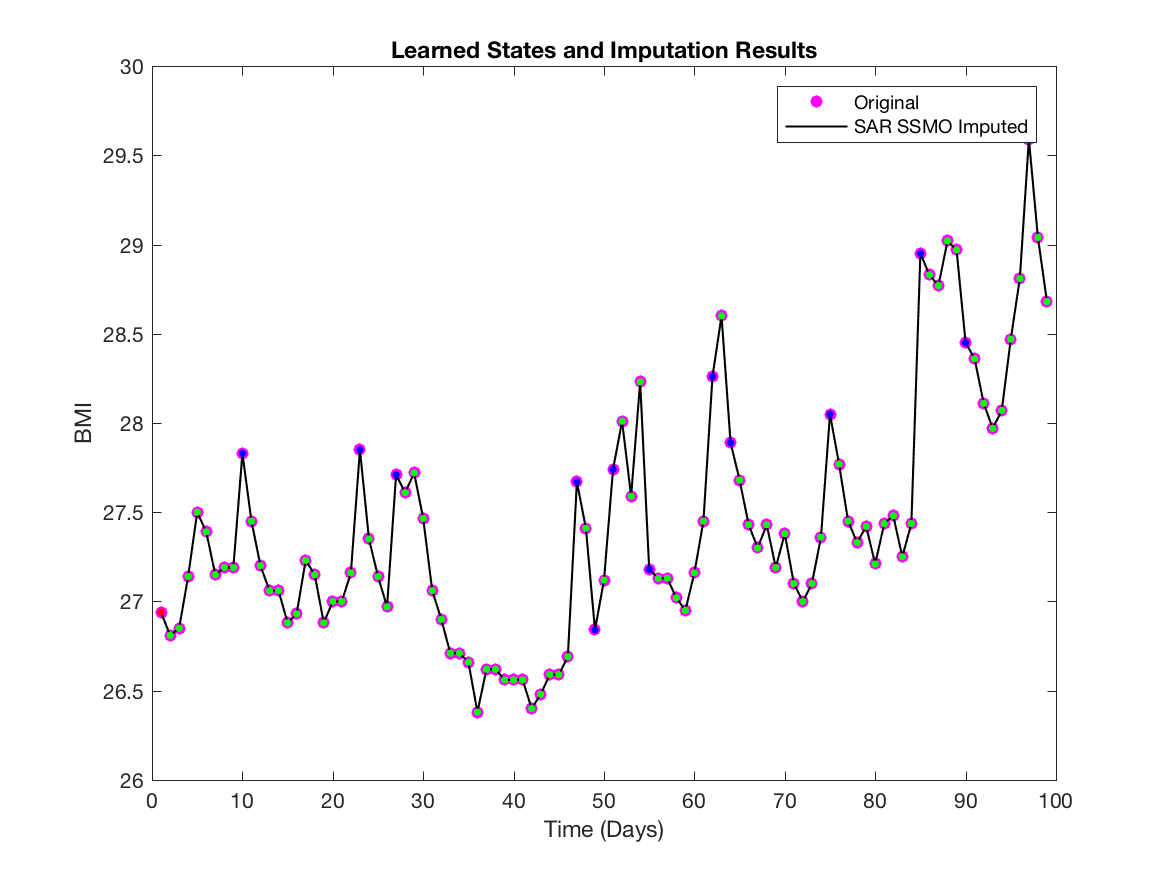 Learned States and Imputation Results
30
29.5
29
28.5
28
27.5
27
26.5
26
BMI
Original
SAR SSMO Imputed
0 10 20 30 40 50 60 70 80 90 100
Time (Days)